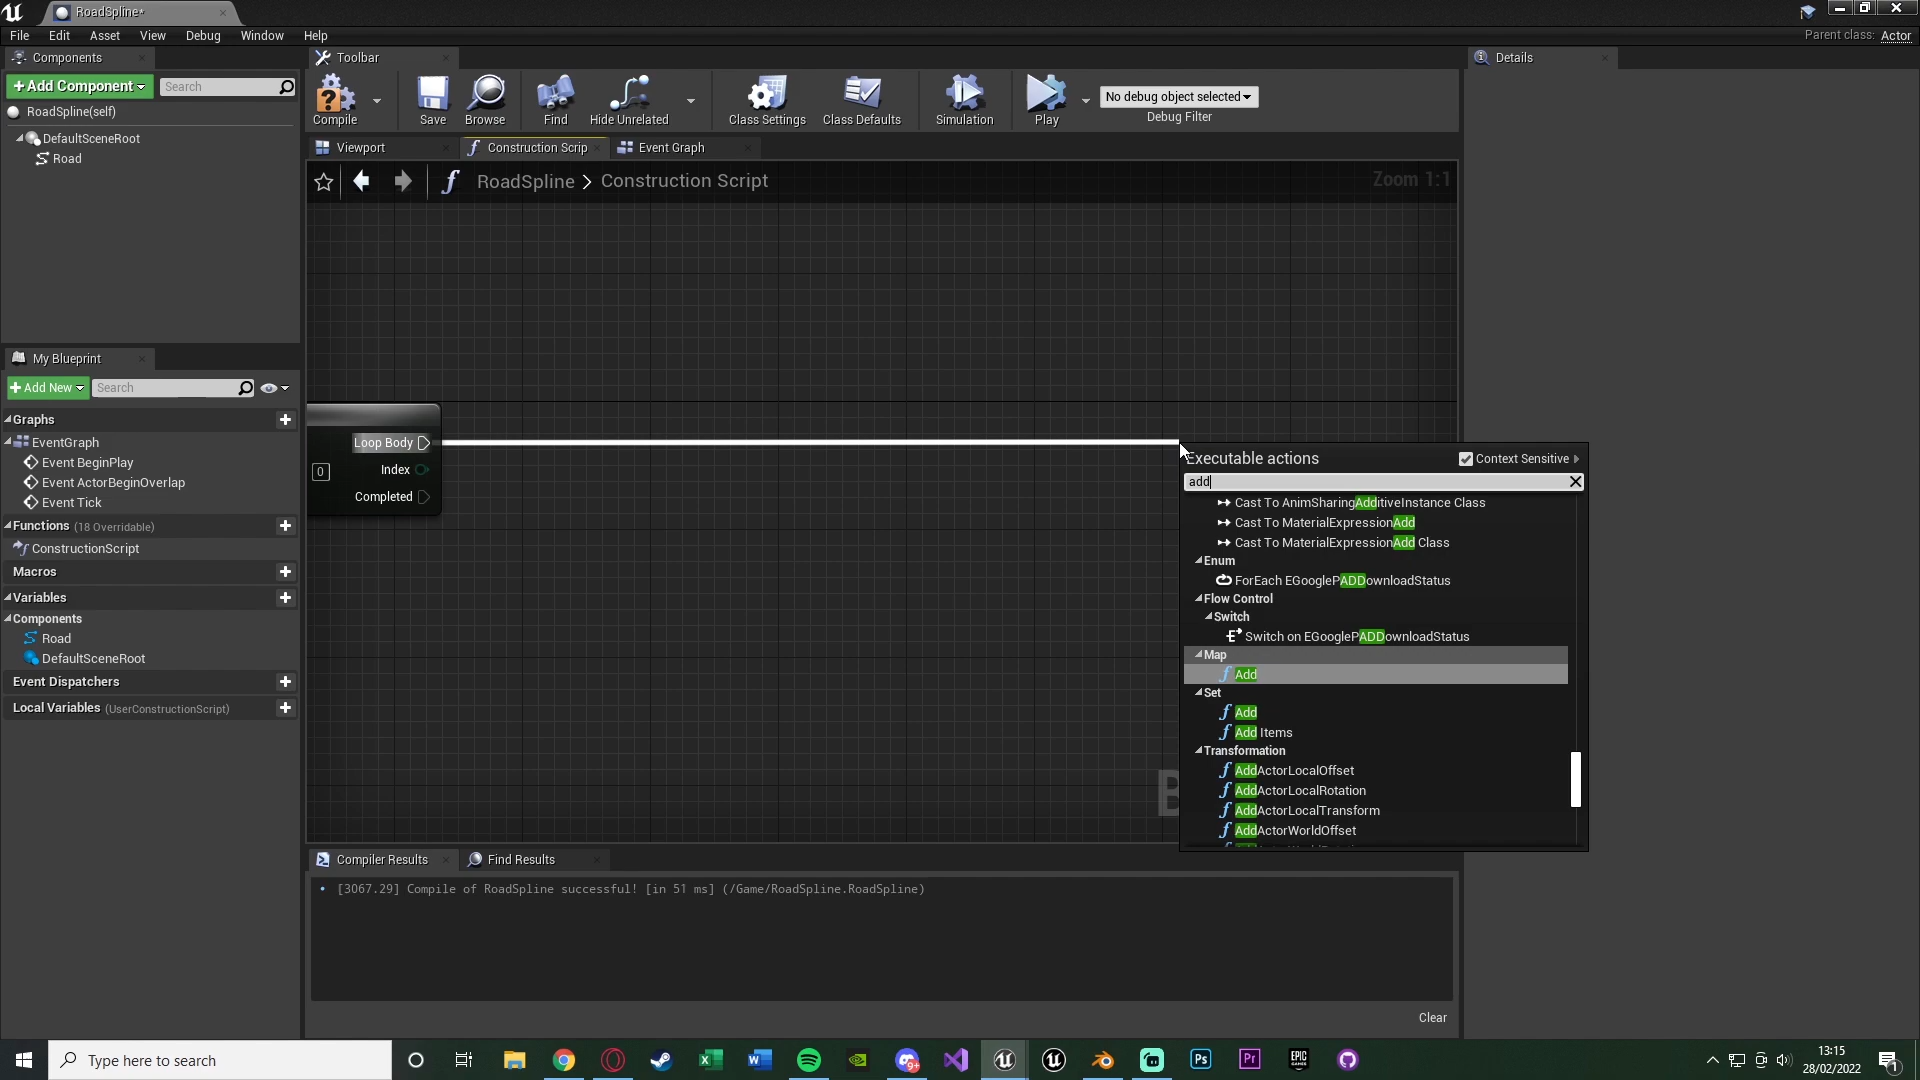 RoadSpline*
File Edit Asset View Debug Window Help
Parent class: Actor
Components
+Add Component
Search
RoadSpline(self)
DefaultSceneRoot
Road
Toolbar
Compile
Save
Browse
Find
Hide Unrelated
Class Settings
Class Defaults
Simulation
Play
No debug object selected
Debug Filter
Details
Viewport
Construction Scrip
Event Graph
RoadSpline > Construction Script
Zoom 1:1
My Blueprint
+Add New
Search
Graphs
EventGraph
Event BeginPlay
Event ActorBeginOverlap
Event Tick
Functions (18 Overridable)
ConstructionScript
Macros
Variables
Components
Road
DefaultSceneRoot
Event Dispatchers
Local Variables (UserConstructionScript)
Loop Body
0
Index
Completed
Executable actions
Context Sensitive
add
Cast To AnimSharingAdditiveInstance Class
Cast To MaterialExpressionAdd
Cast To MaterialExpressionAdd Class
Enum
ForEach EGooglePADDownloadStatus
Flow Control
Switch
Switch on EGooglePADDownloadStatus
Map
Add
Set
Add
Add Items
Transformation
AddActorLocalOffset
AddActorLocalRotation
AddActorLocalTransform
AddActorWorldOffset
Compiler Results
Find Results
[3067.29] Compile of RoadSpline successful! [in 51 ms] (/Game/RoadSpline.RoadSpline)
Clear
Type here to search
9+
Ps
Pr
EPIC GAMES
13:15
28/02/2022
1